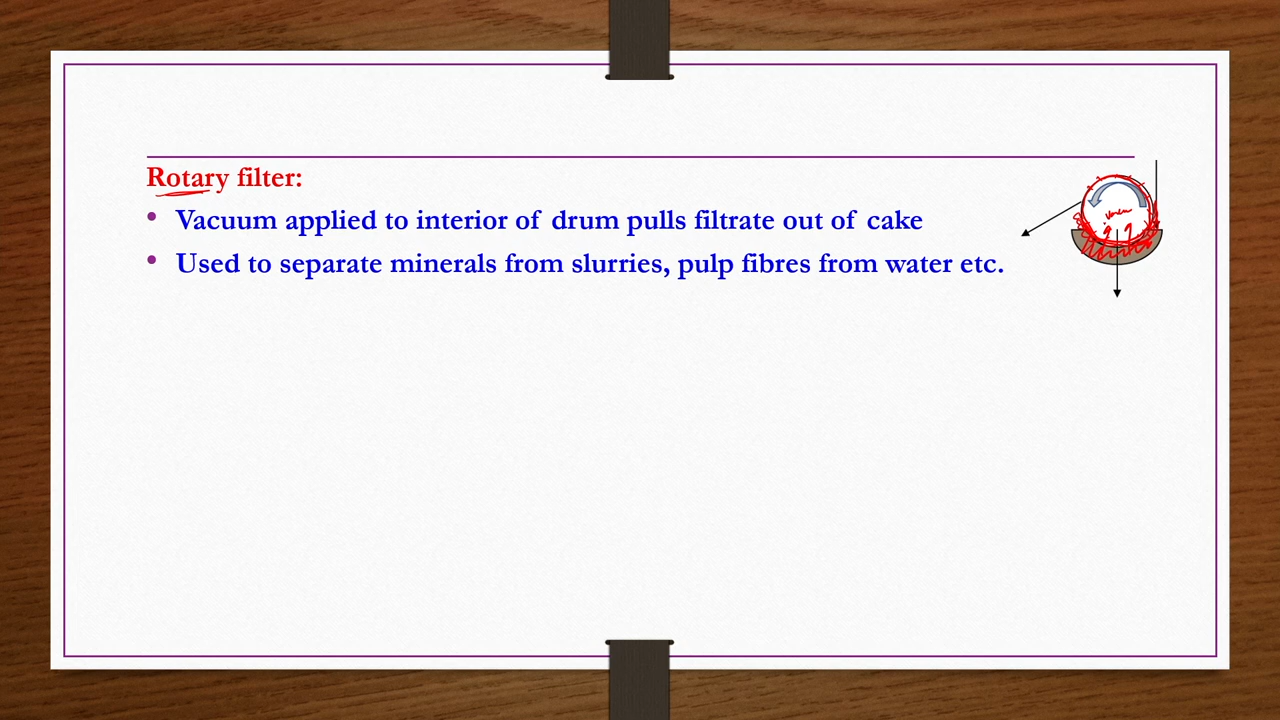 Rotary filter:
• Vacuum applied to interior of drum pulls filtrate out of cake
• Used to separate minerals from slurries, pulp fibres from water etc.